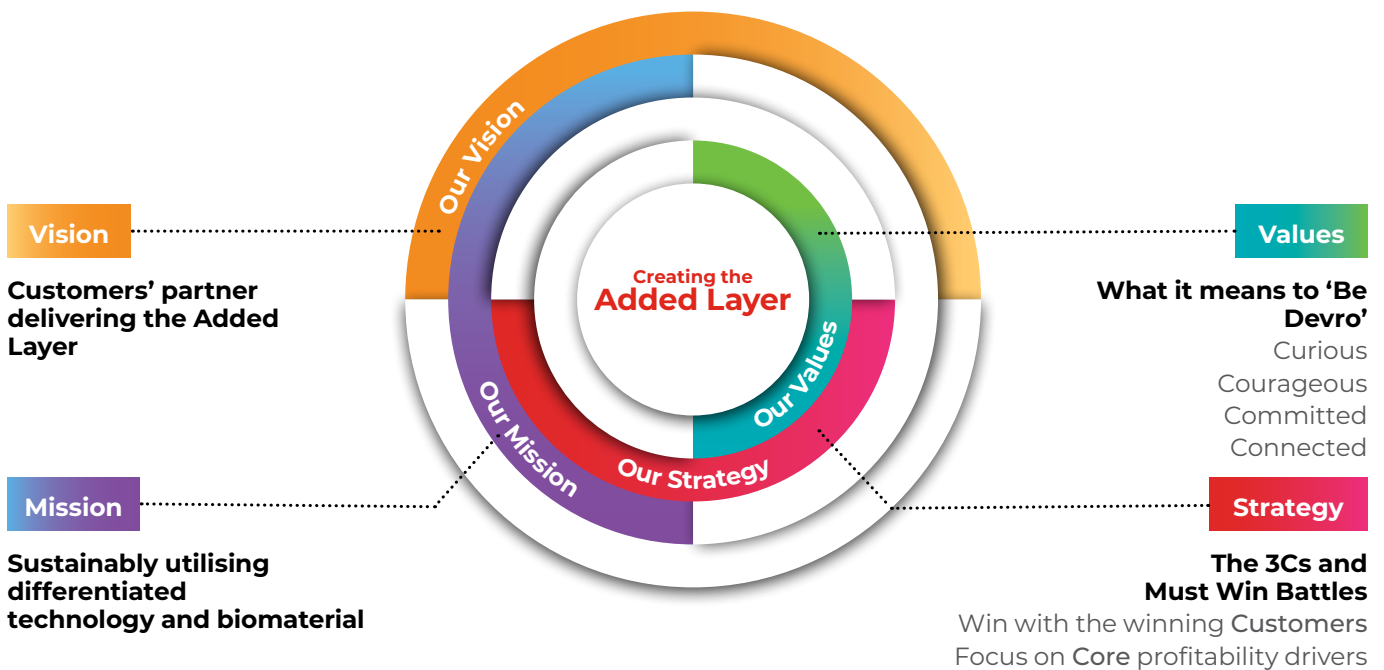 Our Vision
Our Mission
Our Strategy
Our Values
Creating the
Added Layer
Vision
Customers’ partner
delivering the Added
Layer
Mission
Sustainably utilising
differentiated
technology and biomaterial
Values
What it means to ‘Be
Devro’
Curious
Courageous
Committed
Connected
Strategy
The 3Cs and
Must Win Battles
Win with the winning Customers
Focus on Core profitability drivers